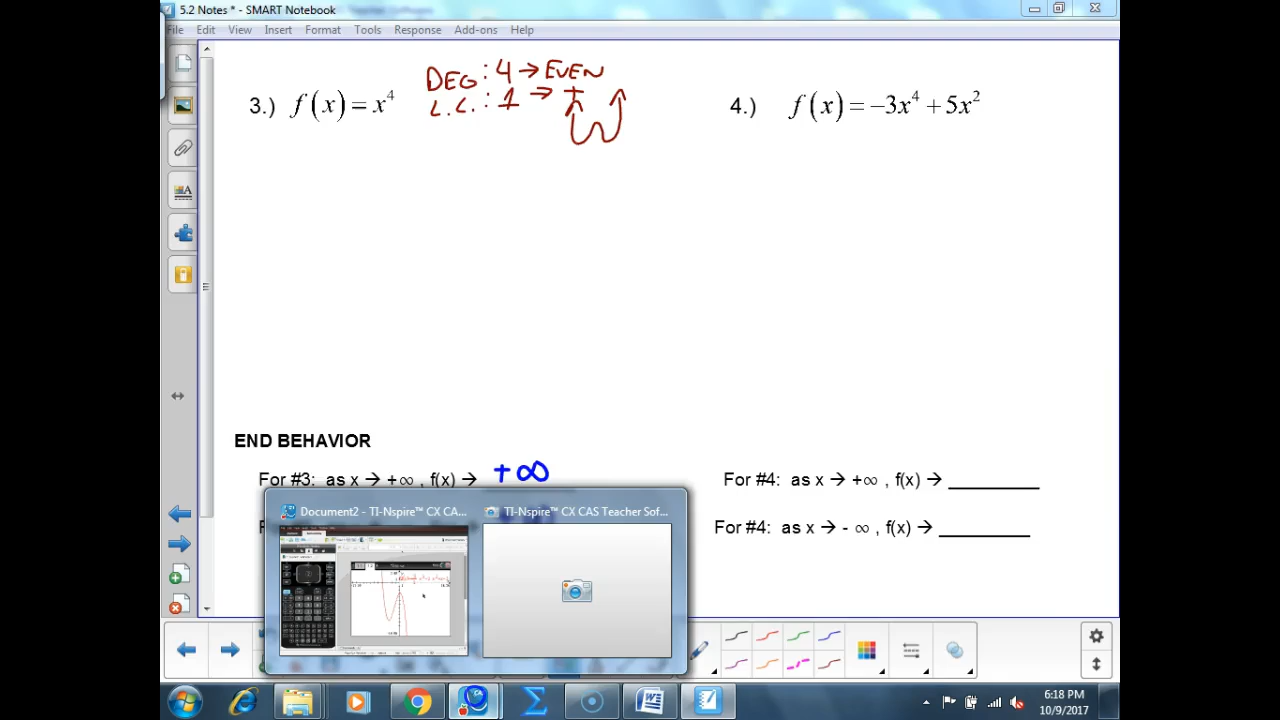 5.2 Notes * - SMART Notebook
File Edit View Insert Format Tools Response Add-ons Help
DEG : 4 → EVEN
3.) f(x) = x⁴
L.C. : 1 → +
4.) f(x) = −3x⁴ + 5x²
END BEHAVIOR
For #3: as x → +∞ , f(x) → +∞
For #4: as x → +∞ , f(x) → ________
For #4: as x → - ∞ , f(x) → ________
Document2 - TI-Nspire™ CX CA...
TI-Nspire™ CX CAS Teacher Sof...
6:18 PM
10/9/2017